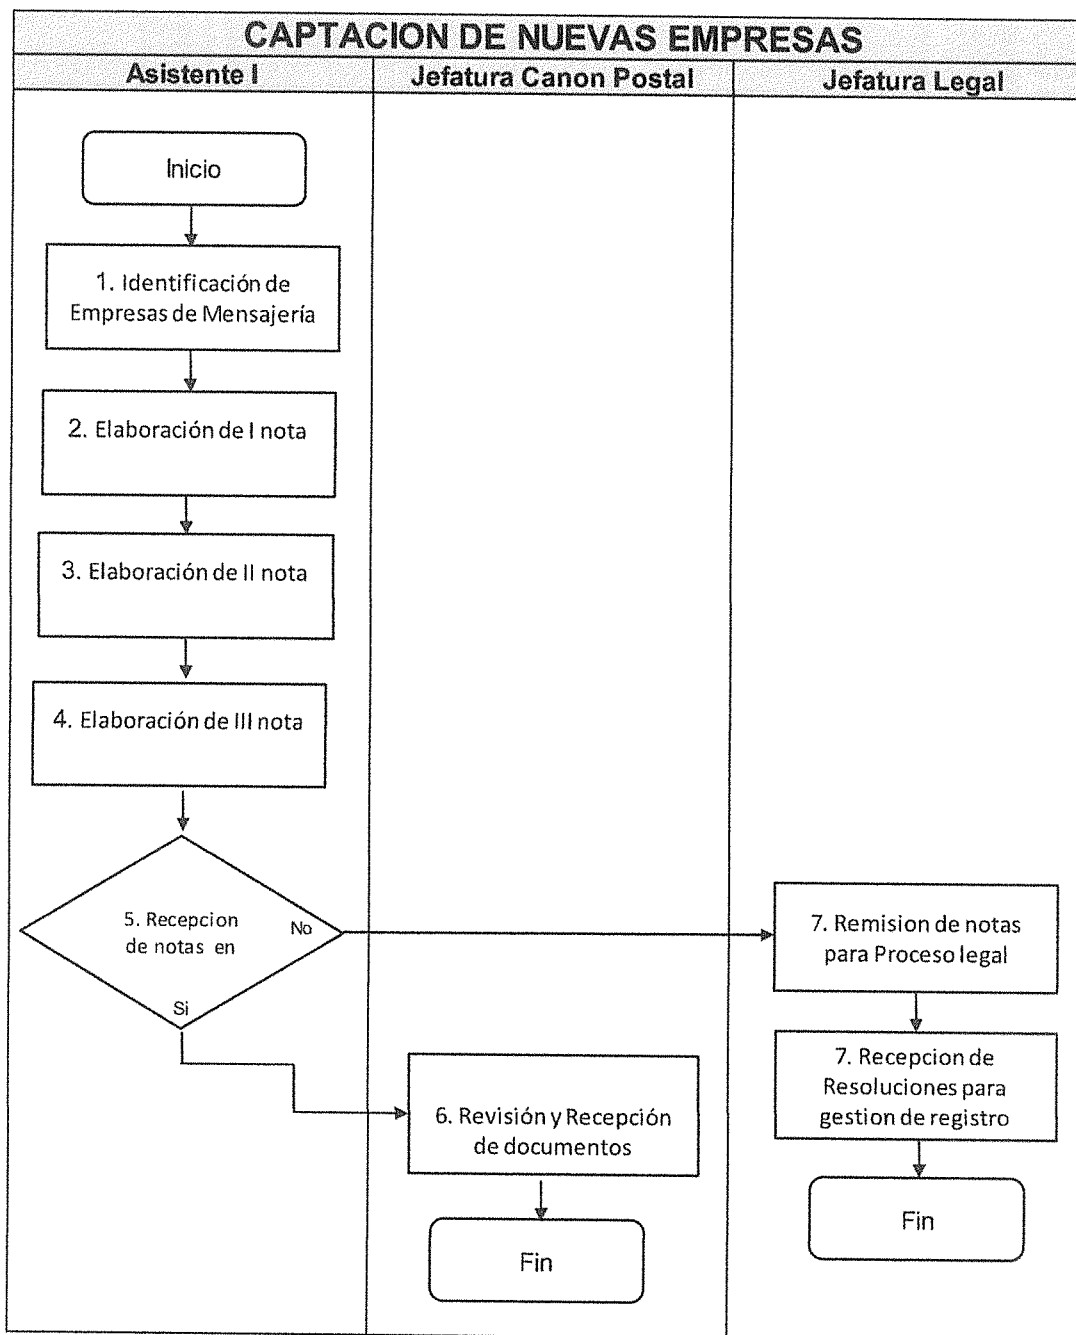 CAPTACION DE NUEVAS EMPRESAS
Asistente I
Jefatura Canon Postal
Jefatura Legal
Inicio
1. Identificación de
Empresas de Mensajería
2. Elaboración de I nota
3. Elaboración de II nota
4. Elaboración de III nota
5. Recepcion
de notas en
No
Si
7. Remision de notas
para Proceso legal
7. Recepcion de
Resoluciones para
gestion de registro
6. Revisión y Recepción
de documentos
Fin
Fin